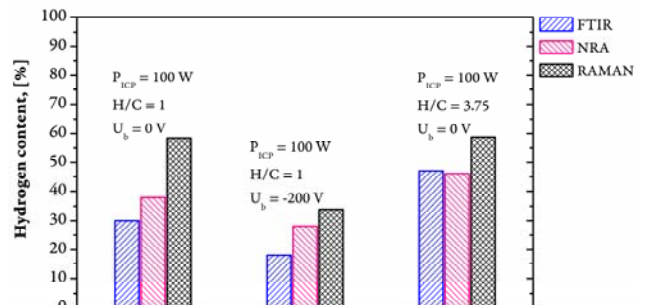 100
90
80
70
60
50
40
30
20
10
0
Hydrogen content, [%]
P_ICP = 100 W
H/C = 1
U_b = 0 V
P_ICP = 100 W
H/C = 1
U_b = -200 V
P_ICP = 100 W
H/C = 3.75
U_b = 0 V
FTIR
NRA
RAMAN